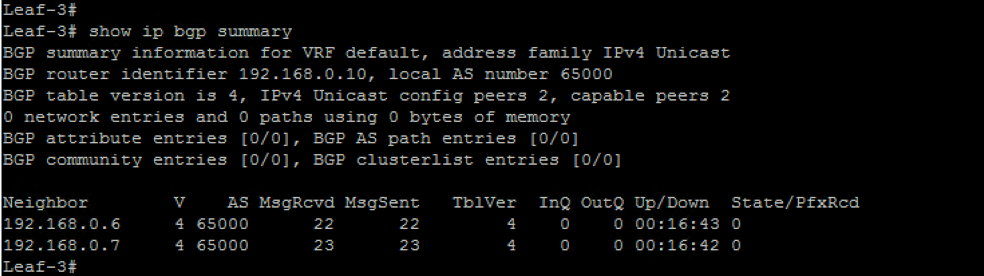 Leaf-3#
Leaf-3# show ip bgp summary
BGP summary information for VRF default, address family IPv4 Unicast
BGP router identifier 192.168.0.10, local AS number 65000
BGP table version is 4, IPv4 Unicast config peers 2, capable peers 2
0 network entries and 0 paths using 0 bytes of memory
BGP attribute entries [0/0], BGP AS path entries [0/0]
BGP community entries [0/0], BGP clusterlist entries [0/0]

Neighbor        V    AS MsgRcvd MsgSent   TblVer  InQ OutQ Up/Down  State/PfxRcd
192.168.0.6     4 65000      22      22        4    0    0 00:16:43 0
192.168.0.7     4 65000      23      23        4    0    0 00:16:42 0
Leaf-3#